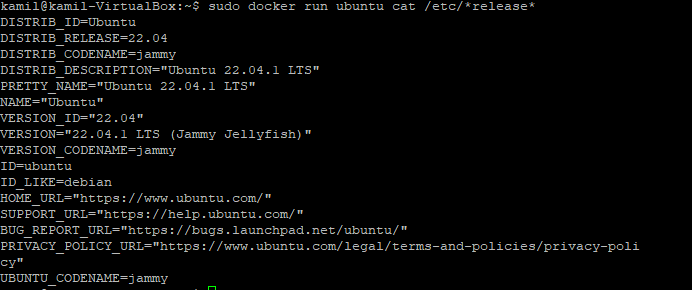 kamil@kamil-VirtualBox:~$ sudo docker run ubuntu cat /etc/*release*
DISTRIB_ID=Ubuntu
DISTRIB_RELEASE=22.04
DISTRIB_CODENAME=jammy
DISTRIB_DESCRIPTION="Ubuntu 22.04.1 LTS"
PRETTY_NAME="Ubuntu 22.04.1 LTS"
NAME="Ubuntu"
VERSION_ID="22.04"
VERSION="22.04.1 LTS (Jammy Jellyfish)"
VERSION_CODENAME=jammy
ID=ubuntu
ID_LIKE=debian
HOME_URL="https://www.ubuntu.com/"
SUPPORT_URL="https://help.ubuntu.com/"
BUG_REPORT_URL="https://bugs.launchpad.net/ubuntu/"
PRIVACY_POLICY_URL="https://www.ubuntu.com/legal/terms-and-policies/privacy-poli
cy"
UBUNTU_CODENAME=jammy